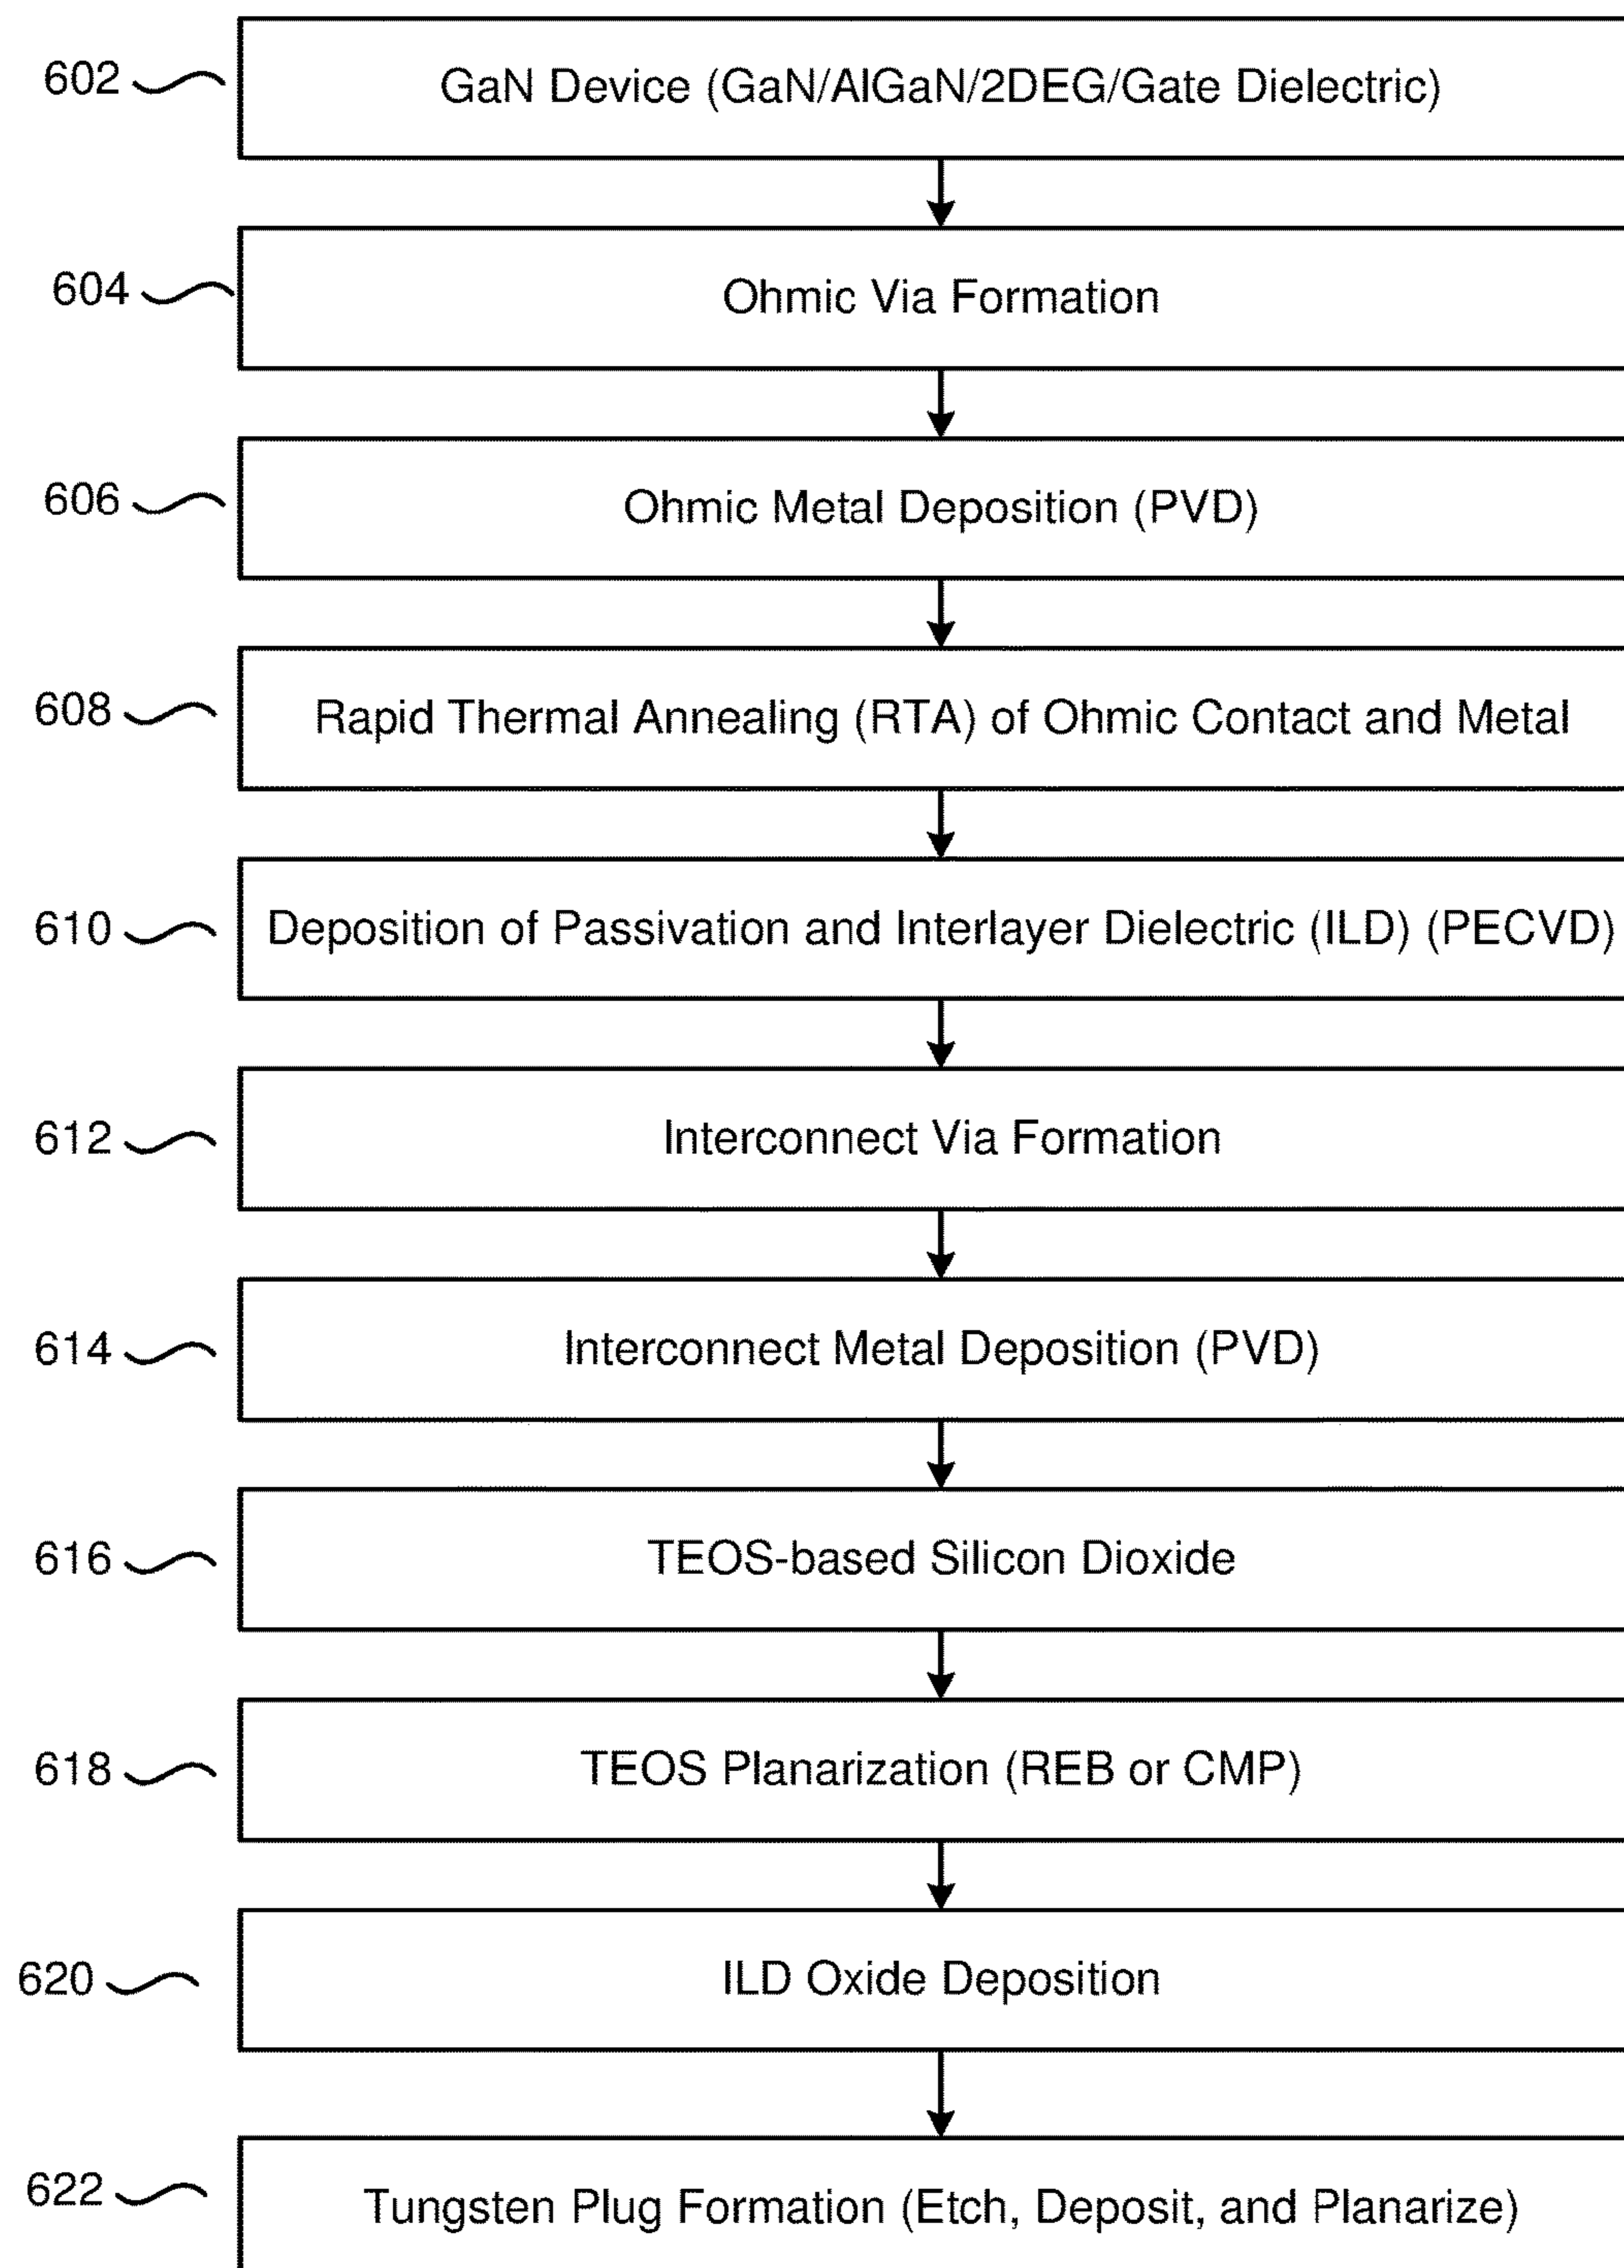 602 GaN Device (GaN/AlGaN/2DEG/Gate Dielectric)
604 Ohmic Via Formation
606 Ohmic Metal Deposition (PVD)
608 Rapid Thermal Annealing (RTA) of Ohmic Contact and Metal
610 Deposition of Passivation and Interlayer Dielectric (ILD) (PECVD)
612 Interconnect Via Formation
614 Interconnect Metal Deposition (PVD)
616 TEOS-based Silicon Dioxide
618 TEOS Planarization (REB or CMP)
620 ILD Oxide Deposition
622 Tungsten Plug Formation (Etch, Deposit, and Planarize)